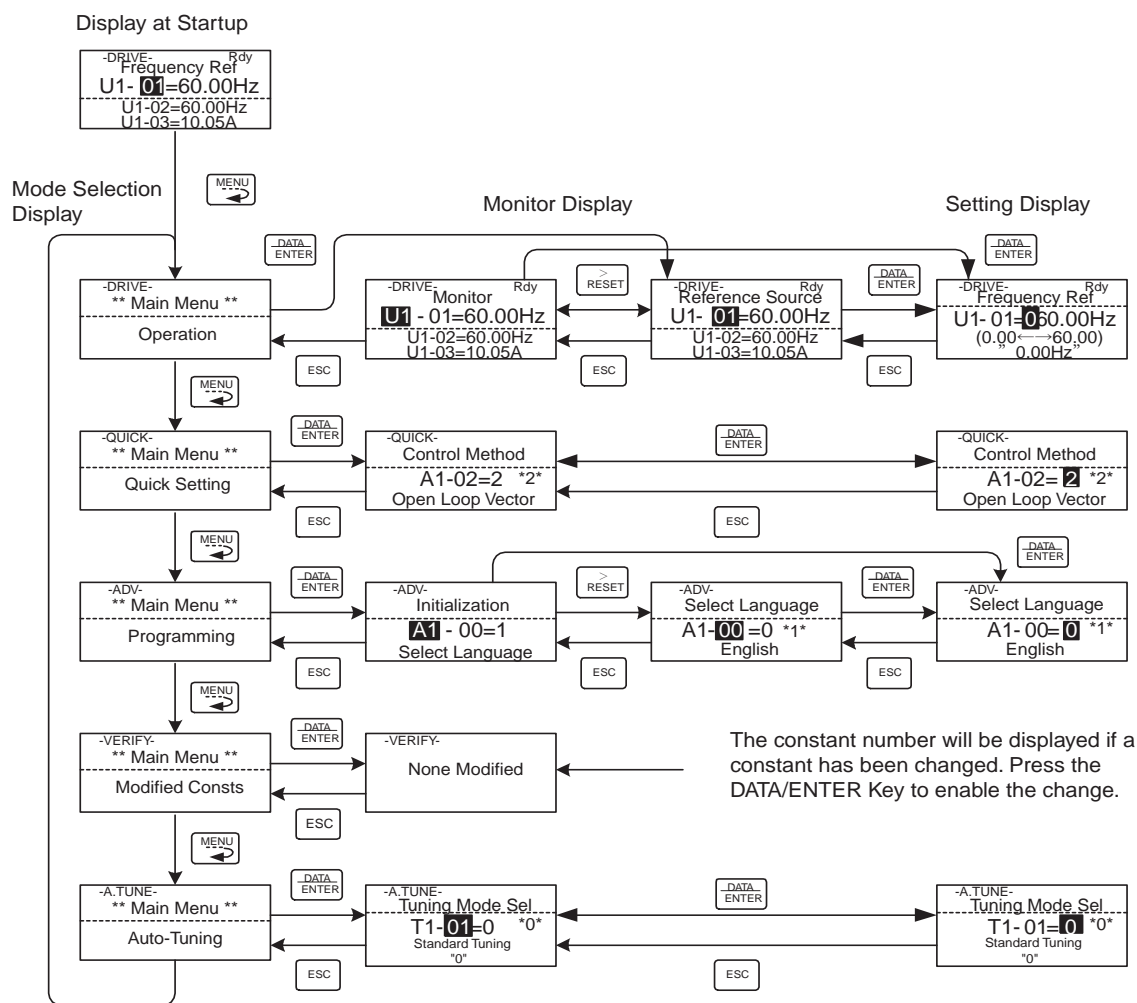 Display at Startup
-DRIVE- Rdy
Frequency Ref
U1- 01=60.00Hz
U1-02=60.00Hz
U1-03=10.05A
MENU
Mode Selection
Display
Monitor Display
Setting Display
DATA
ENTER
DATA
ENTER
-DRIVE-
** Main Menu **
Operation
-DRIVE- Rdy
Monitor
U1 - 01=60.00Hz
U1-02=60.00Hz
U1-03=10.05A
>
RESET
-DRIVE- Rdy
Reference Source
U1- 01=60.00Hz
U1-02=60.00Hz
U1-03=10.05A
DATA
ENTER
-DRIVE- Rdy
Frequency Ref
U1- 01=060.00Hz
(0.00←→60.00)
” 0.00Hz”
ESC
ESC
ESC
MENU
-QUICK-
** Main Menu **
Quick Setting
DATA
ENTER
-QUICK-
Control Method
A1-02=2 *2*
Open Loop Vector
DATA
ENTER
-QUICK-
Control Method
A1-02= 2 *2*
Open Loop Vector
ESC
ESC
MENU
DATA
ENTER
-ADV-
** Main Menu **
Programming
DATA
ENTER
-ADV-
Initialization
A1 - 00=1
Select Language
>
RESET
-ADV-
Select Language
A1-00 =0 *1*
English
DATA
ENTER
-ADV-
Select Language
A1- 00= 0 *1*
English
ESC
ESC
ESC
MENU
-VERIFY-
** Main Menu **
Modified Consts
DATA
ENTER
-VERIFY-
None Modified
The constant number will be displayed if a
constant has been changed. Press the
DATA/ENTER Key to enable the change.
ESC
MENU
-A.TUNE-
** Main Menu **
Auto-Tuning
DATA
ENTER
-A.TUNE-
Tuning Mode Sel
T1-01=0 *0*
Standard Tuning
"0"
DATA
ENTER
-A.TUNE-
Tuning Mode Sel
T1- 01= 0 *0*
Standard Tuning
"0"
ESC
ESC